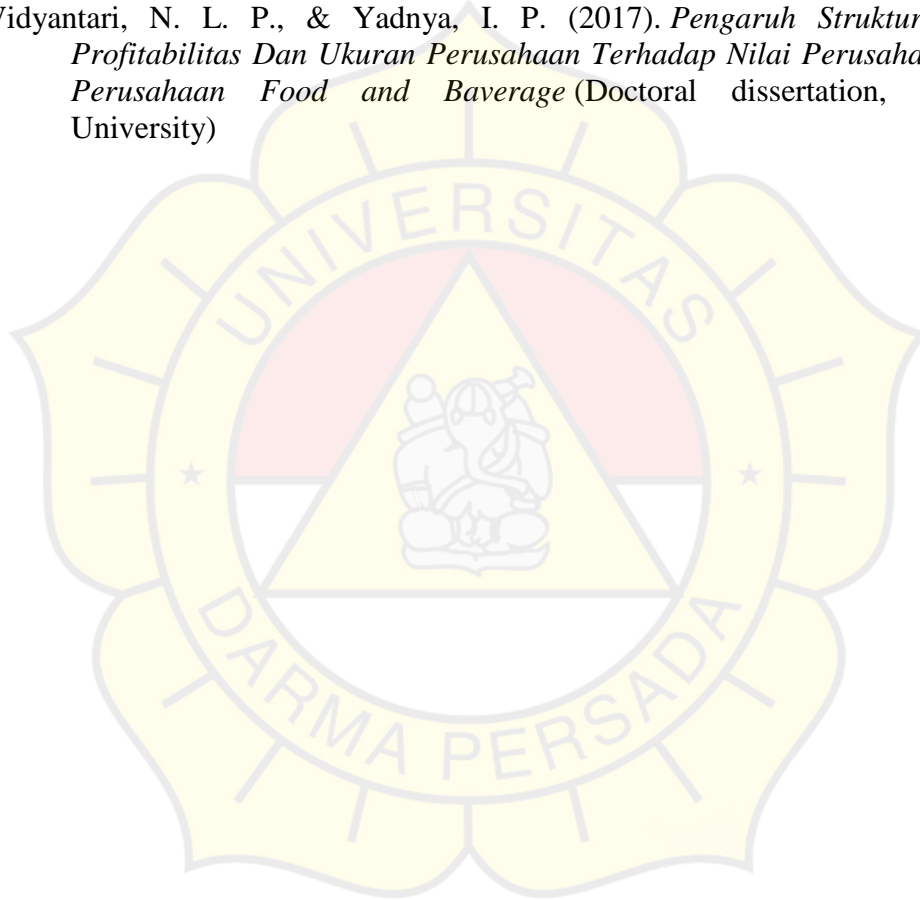 Vidyantari, N. L. P., & Yadnya, I. P. (2017). Pengaruh Struktur
Profitabilitas Dan Ukuran Perusahaan Terhadap Nilai Perusaha
Perusahaan Food and Baverage (Doctoral dissertation,
University)
UNIVERSITAS
DARMA PERSADA